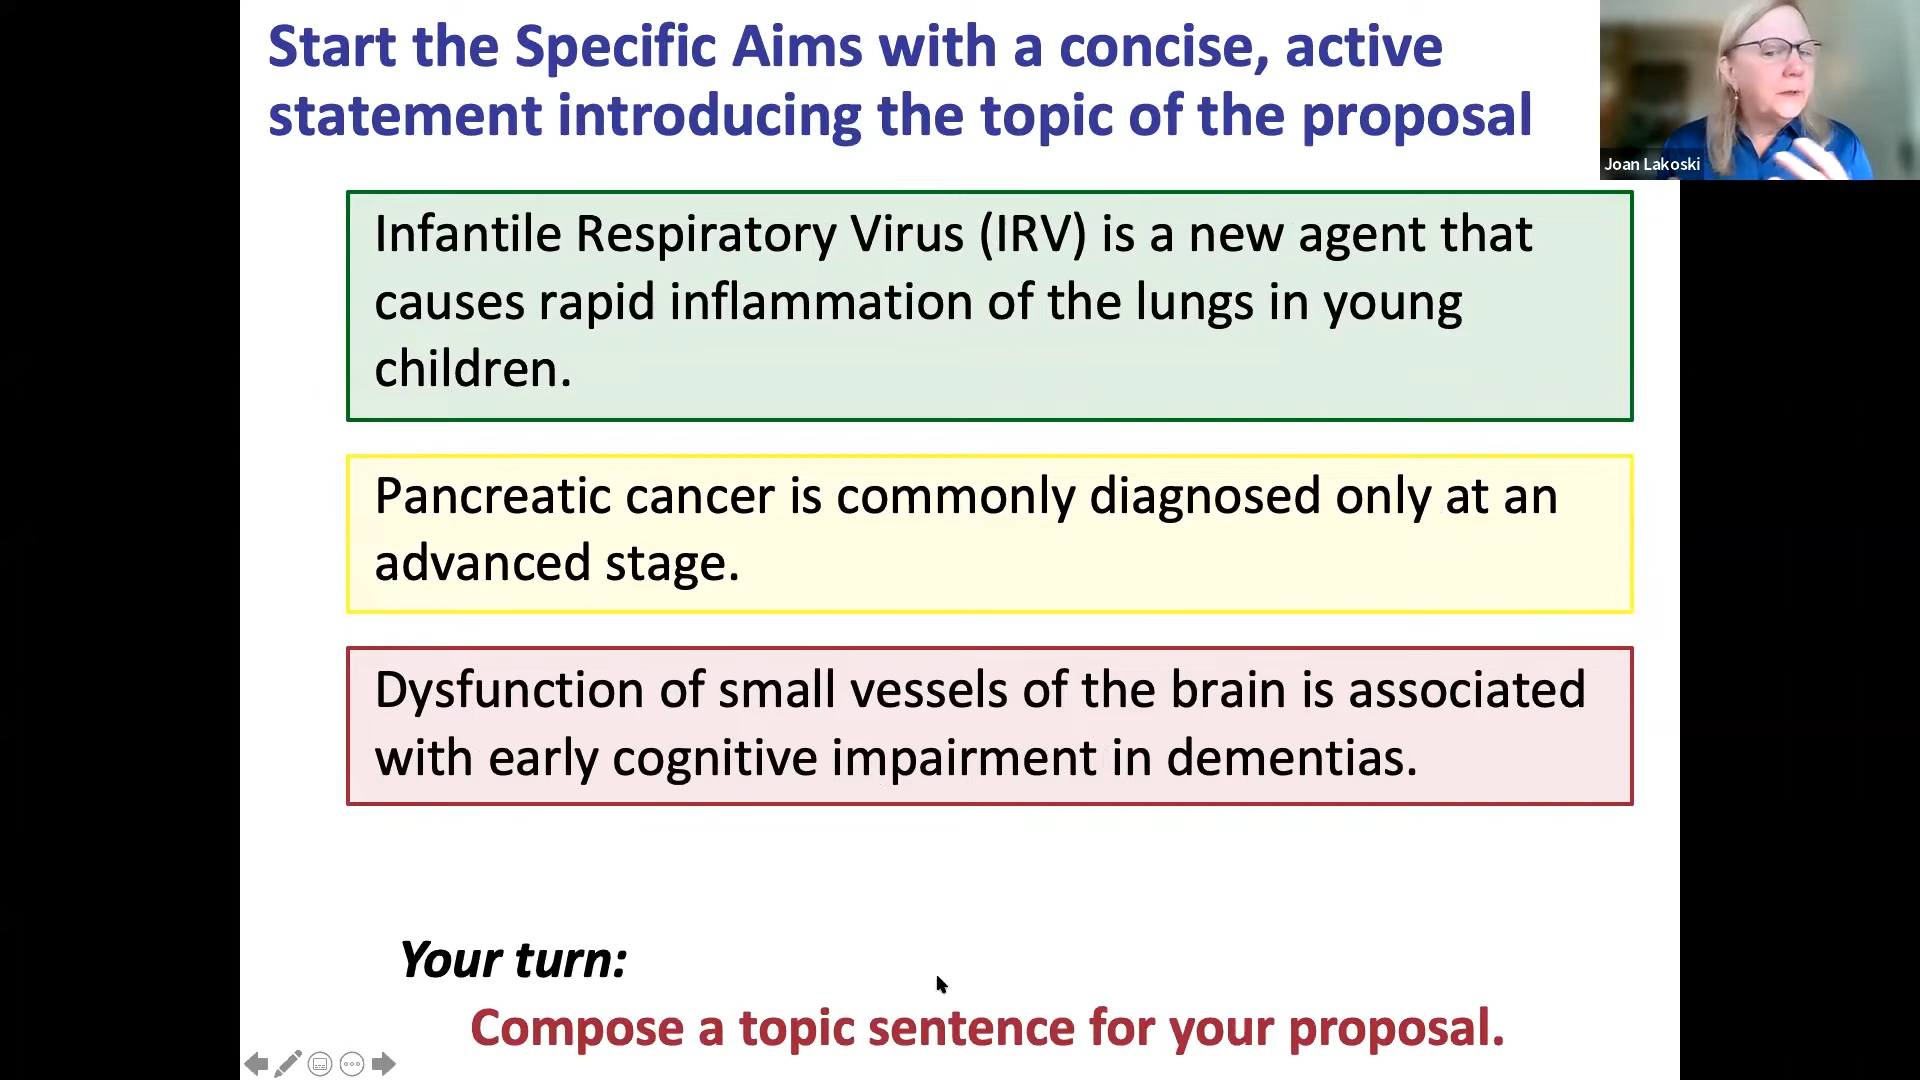 Start the Specific Aims with a concise, active
statement introducing the topic of the proposal
Joan Lakoski
Infantile Respiratory Virus (IRV) is a new agent that
causes rapid inflammation of the lungs in young
children.
Pancreatic cancer is commonly diagnosed only at an
advanced stage.
Dysfunction of small vessels of the brain is associated
with early cognitive impairment in dementias.
Your turn:
Compose a topic sentence for your proposal.